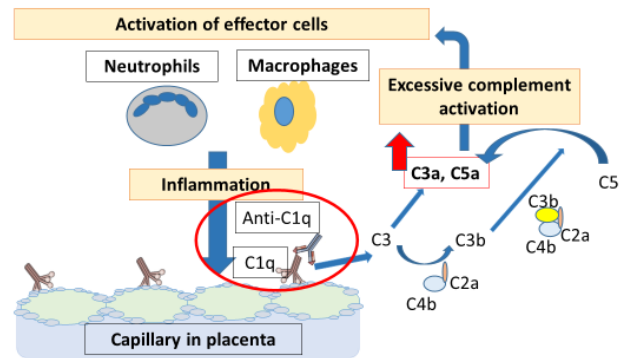 Activation of effector cells
Neutrophils
Macrophages
Excessive complement
activation
Inflammation
C3a, C5a
C5
Anti-C1q
C1q
C3
C3b
C4b
C2a
C3b
C4b
C2a
Capillary in placenta